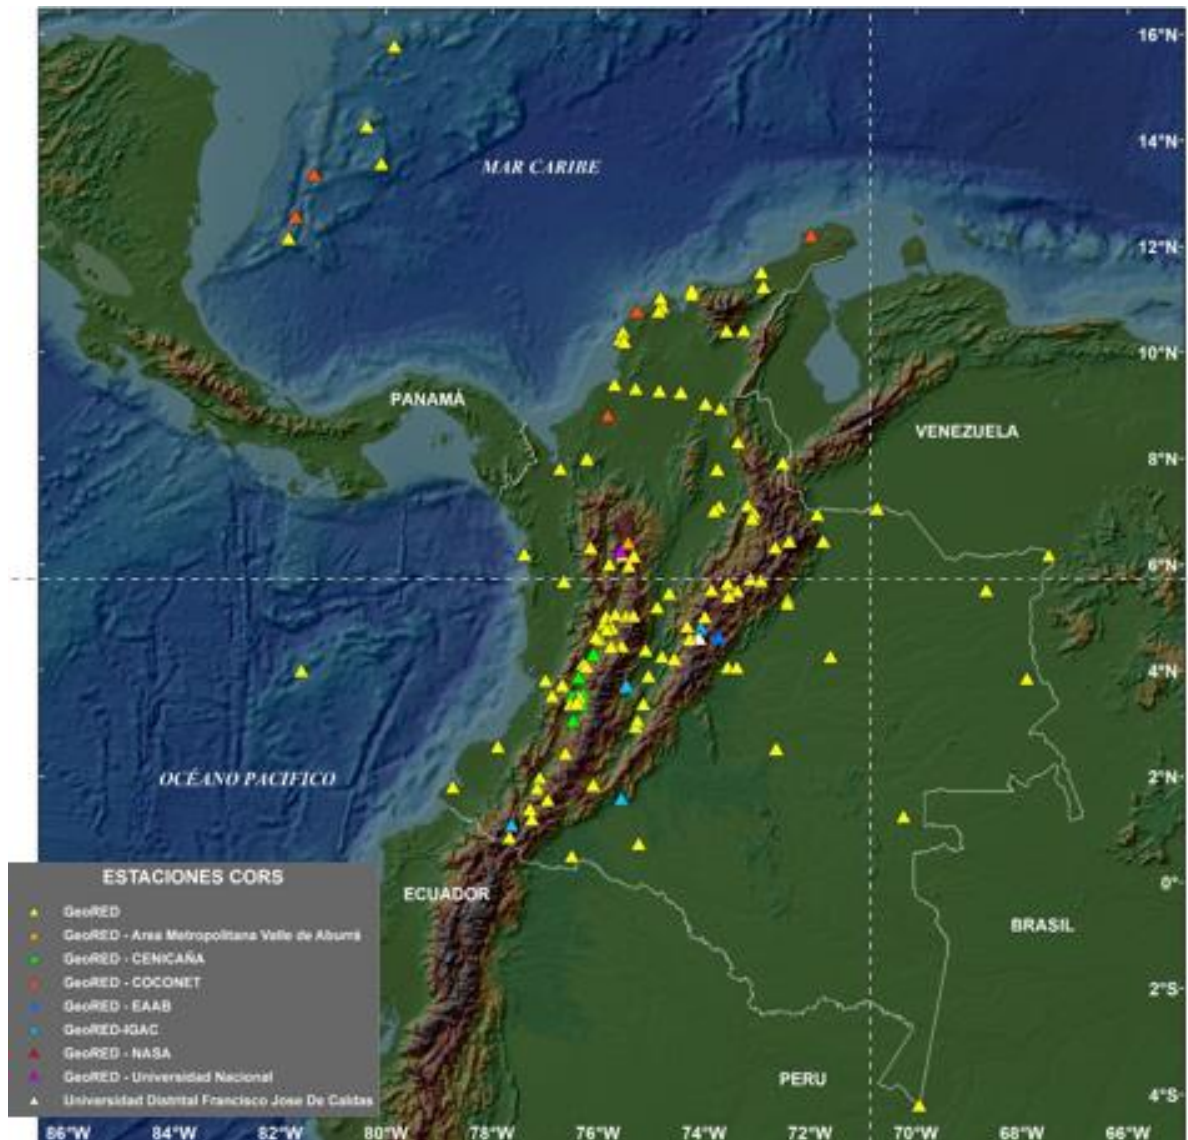 16°N
14°N
MAR CARIBE
12°N
10°N
PANAMÁ
VENEZUELA
8°N
6°N
4°N
OCÉANO PACIFICO
2°N
ESTACIONES CORS
ECUADOR
0°
GeoRED
BRASIL
GeoRED - Area Metropolitana Valle de Aburrá
GeoRED - CENICAÑA
GeoRED - COCONET
2°S
GeoRED - EAAB
GeoRED-IGAC
GeoRED - NASA
GeoRED - Universidad Nacional
PERU
Universidad Distrital Francisco Jose De Caldas
4°S
86°W 84°W 82°W 80°W 78°W 76°W 74°W 72°W 70°W 68°W 66°W